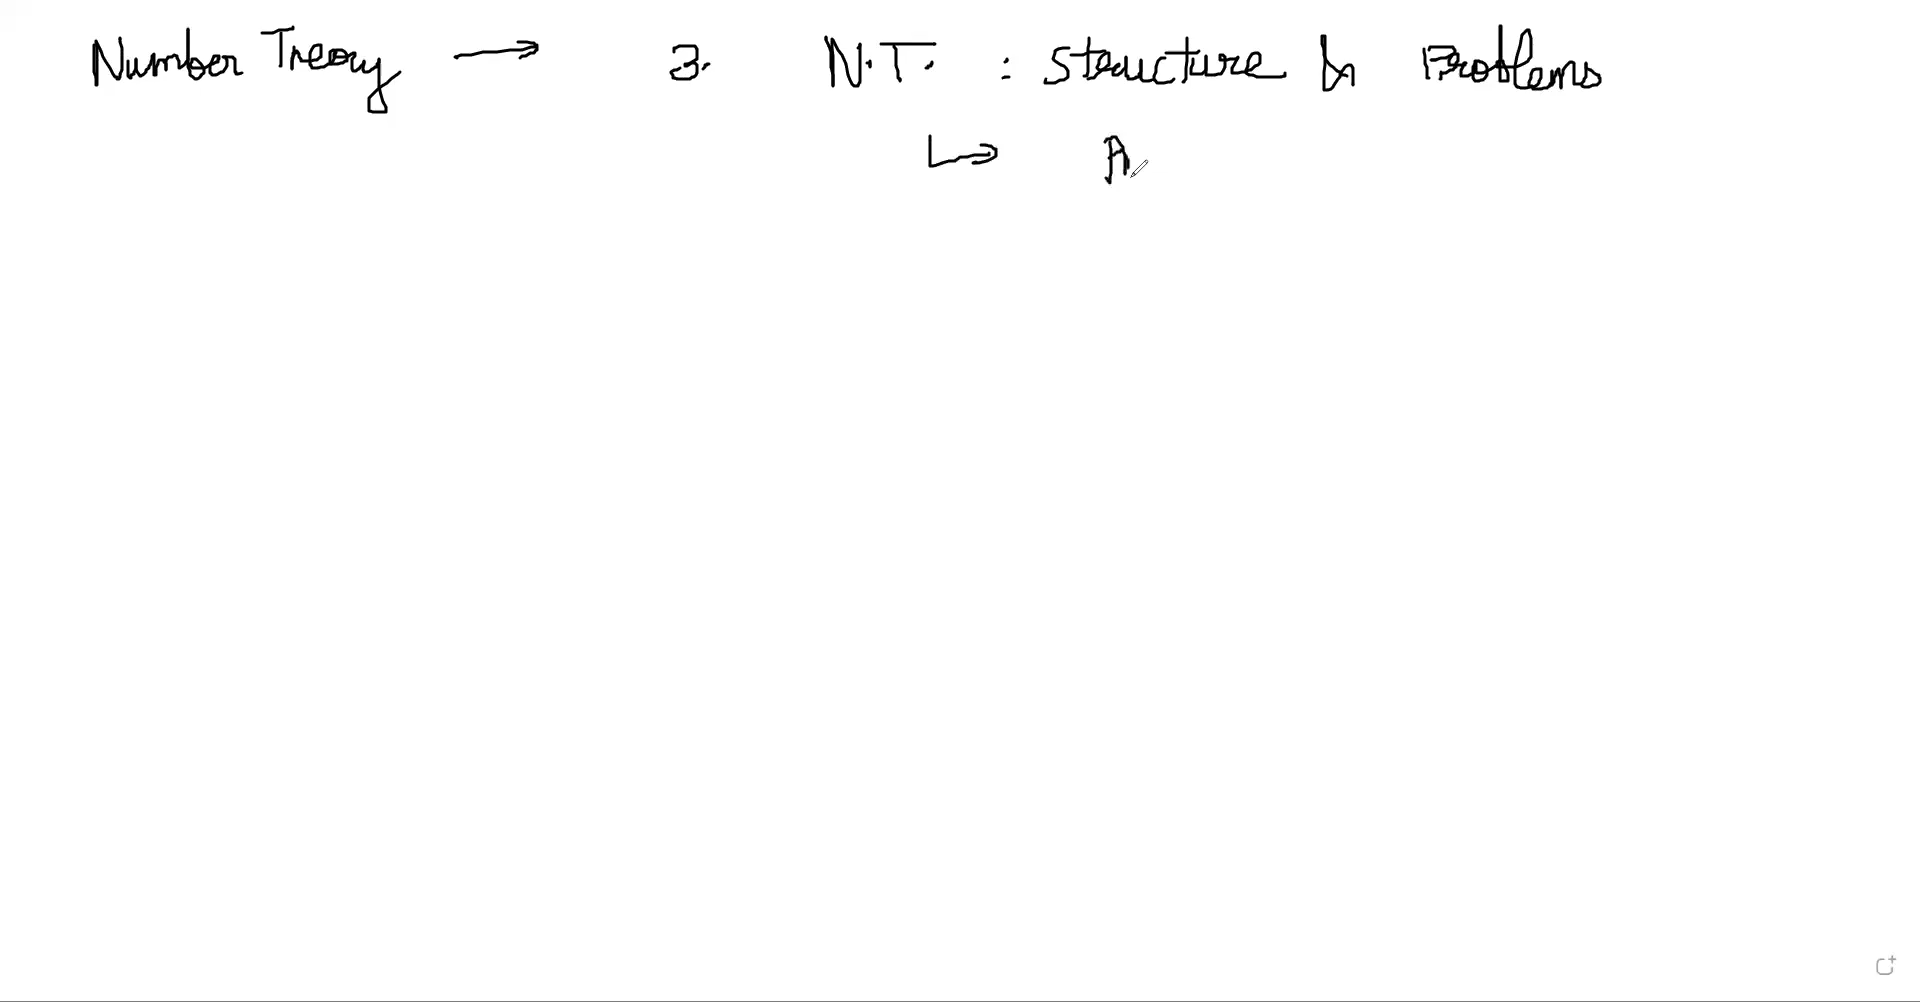 Number Theory → 3. N.T. : Structure & Problems
↳ A